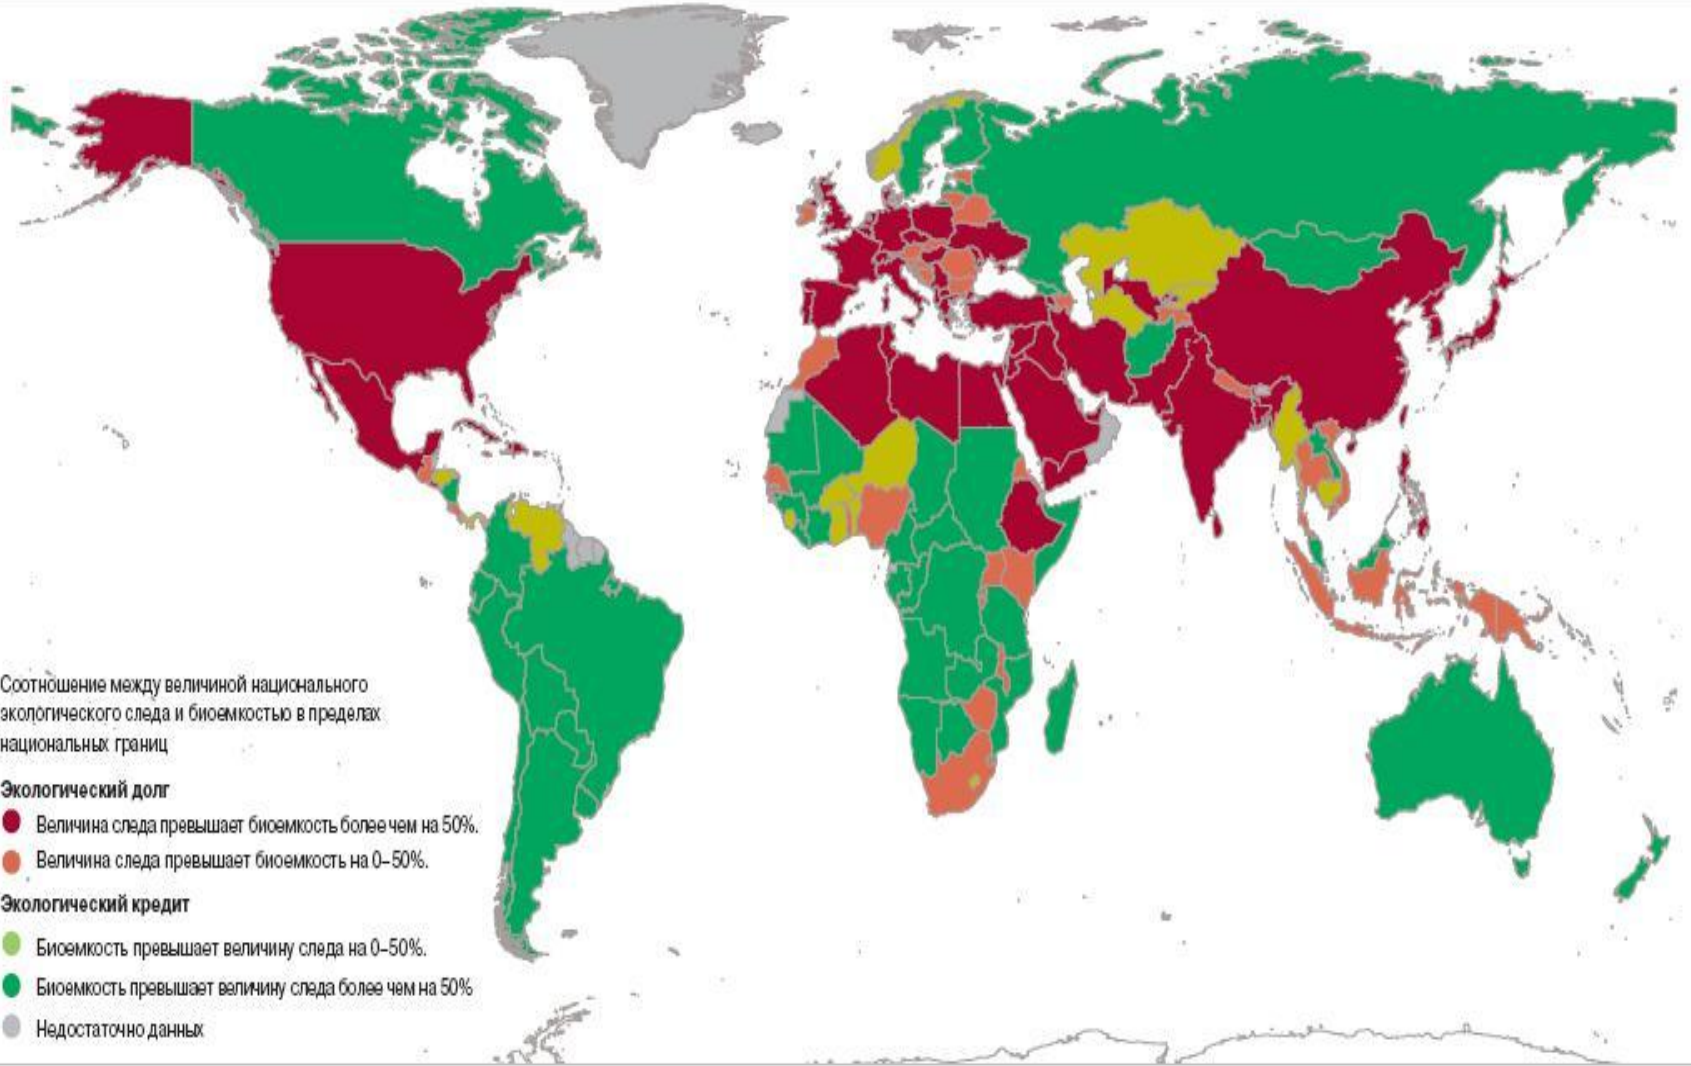 Соотношение между величиной национального
экологического следа и биоемкостью в пределах
национальных границ
Экологический долг
Величина следа превышает биоемкость более чем на 50%.
Величина следа превышает биоемкость на 0–50%.
Экологический кредит
Биоемкость превышает величину следа на 0–50%.
Биоемкость превышает величину следа более чем на 50%
Недостаточно данных